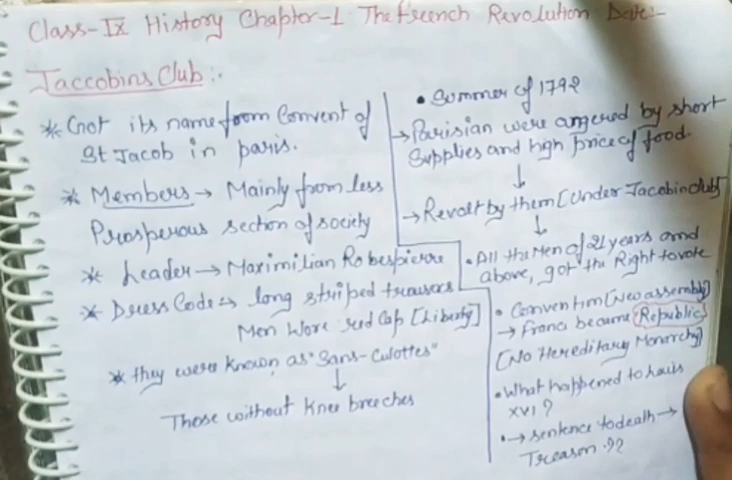 Class-IX History Chapter-1 The French Revolution Date:-
Jaccobins Club:-
* Got its name from Convent of
St Jacob in paris.
* Members → Mainly from less
Prosperous section of society
* Leader → Maximilian Robespierre
* Dress Code → long striped trousers
Men Wore red Cap [Liberty]
* they were known as "Sans-Culottes"
↓
Those without Knee breeches
• Summer of 1792
→ Parisian were angered by short
Supplies and high price of food
↓
→ Revolt by them [Under Jacobin club]
↓
• All the Men of 21 years and
above, got the Right to vote
• Convention [New assembly]
→ Franci became Republic
[No Hereditary Monarchy]
• What happened to louis
XVI ?
• → sentence to death →
Treason